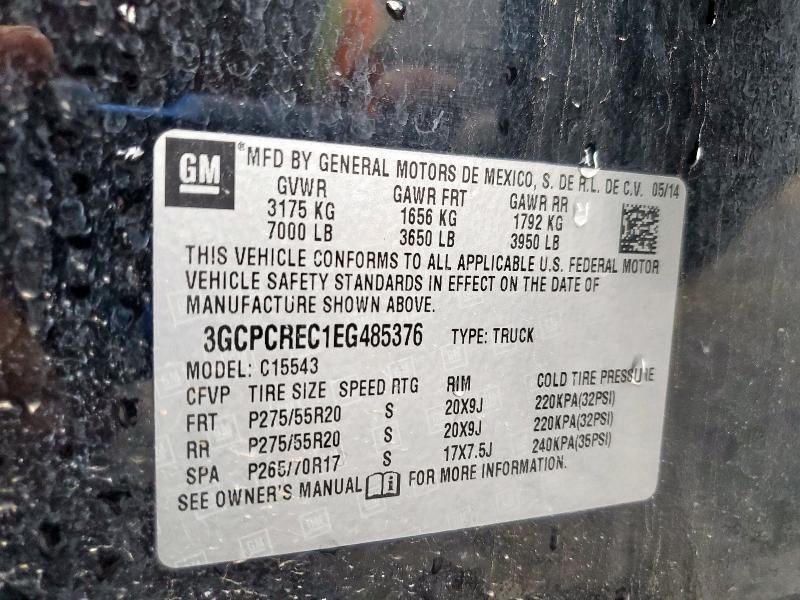 GM
® MFD BY GENERAL MOTORS DE MEXICO, S. DE R.L. DE C.V. 05/14
GVWR GAWR FRT GAWR RR
3175 KG 1656 KG 1792 KG
7000 LB 3650 LB 3950 LB
THIS VEHICLE CONFORMS TO ALL APPLICABLE U.S. FEDERAL MOTOR
VEHICLE SAFETY STANDARDS IN EFFECT ON THE DATE OF
MANUFACTURE SHOWN ABOVE.
3GCPCREC1EG485376 TYPE: TRUCK
MODEL: C15543
CFVP TIRE SIZE SPEED RTG RIM COLD TIRE PRESSURE
FRT P275/55R20 S 20X9J 220KPA(32PSI)
RR P275/55R20 S 20X9J 220KPA(32PSI)
SPA P265/70R17 S 17X7.5J 240KPA(35PSI)
SEE OWNER'S MANUAL FOR MORE INFORMATION.